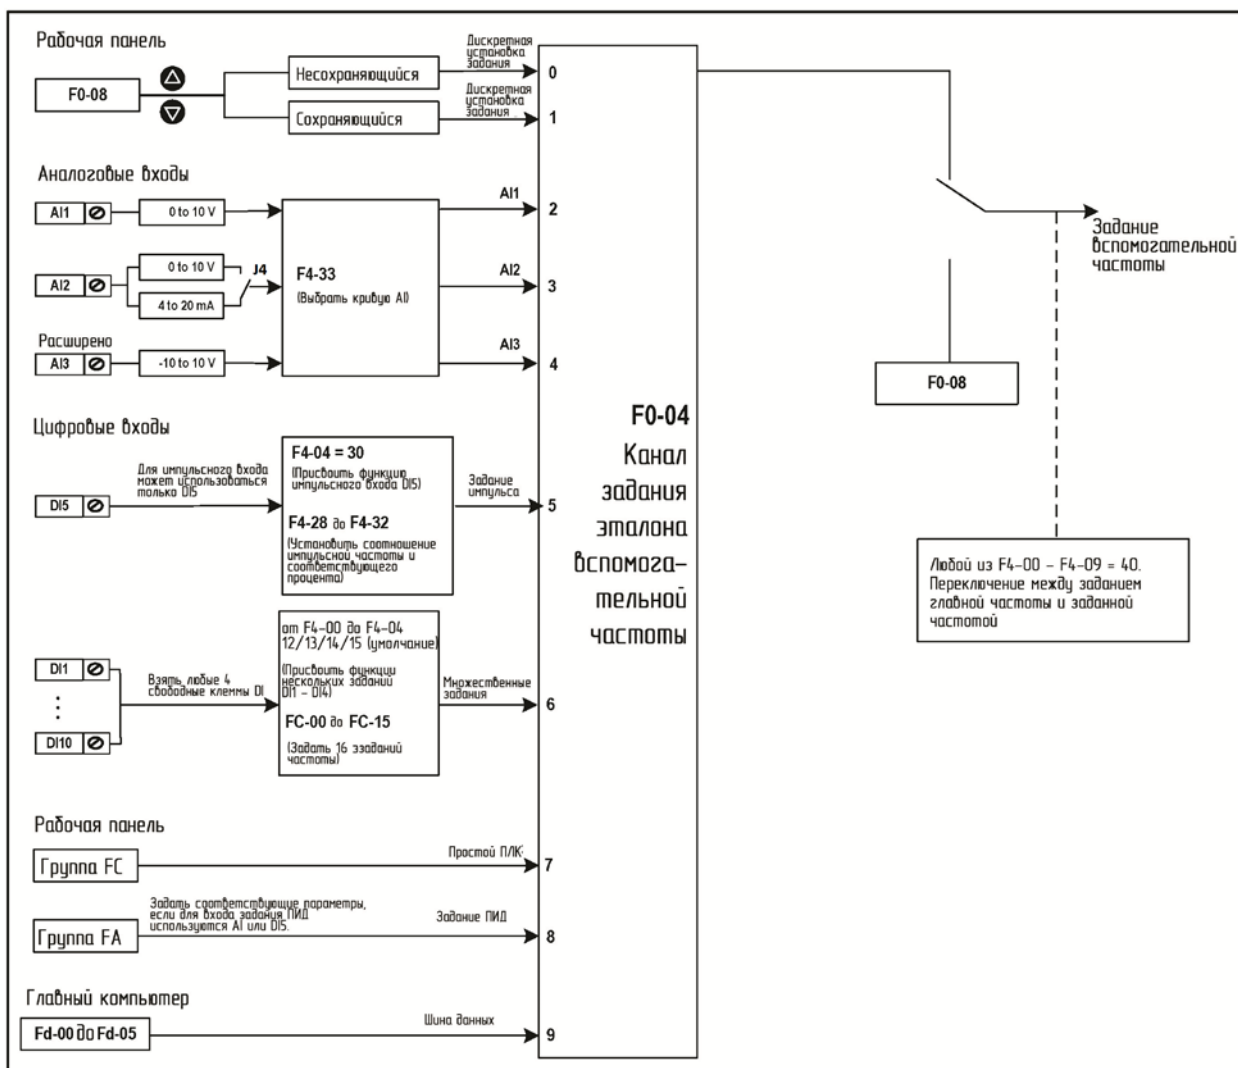 Рабочая панель
F0-08
Несохраняющийся
Сохраняющийся
Дискретная
установка
задания
Дискретная
установка
задания
0
1
Аналоговые входы
AI1
0 to 10 V
AI2
0 to 10 V
4 to 20 mA
J4
Расширено
AI3
-10 to 10 V
F4-33
(Выбрать кривую AI)
AI1
2
AI2
3
AI3
4
Цифровые входы
DI5
Для импульсного входа
может использоваться
только DI5
F4-04 = 30
(Присвоить функцию
импульсного входа DI5)
F4-28 до F4-32
(Установить соотношение
импульсной частоты и
соответствующего
процента)
Задание
импульса
5
DI1
DI10
Взять любые 4
свободные клеммы DI
от F4-00 до F4-04
12/13/14/15 (умолчание)
(Присвоить функции
нескольких заданий
DI1 - DI4)
FC-00 до FC-15
(Задать 16 ззаданий
частоты)
Множественные
задания
6
Рабочая панель
Группа FC
Простой ПЛК:
7
Группа FA
Задать соответствующие параметры,
если для входа задания ПИД
используются AI или DI5.
Задание ПИД
8
Главный компьютер
Fd-00 до Fd-05
Шина данных
9
F0-04
Канал
задания
эталона
вспомога-
тельной
частоты
Задание
вспомогательной
частоты
F0-08
Любой из F4-00 - F4-09 = 40.
Переключение между заданием
главной частоты и заданной
частотой